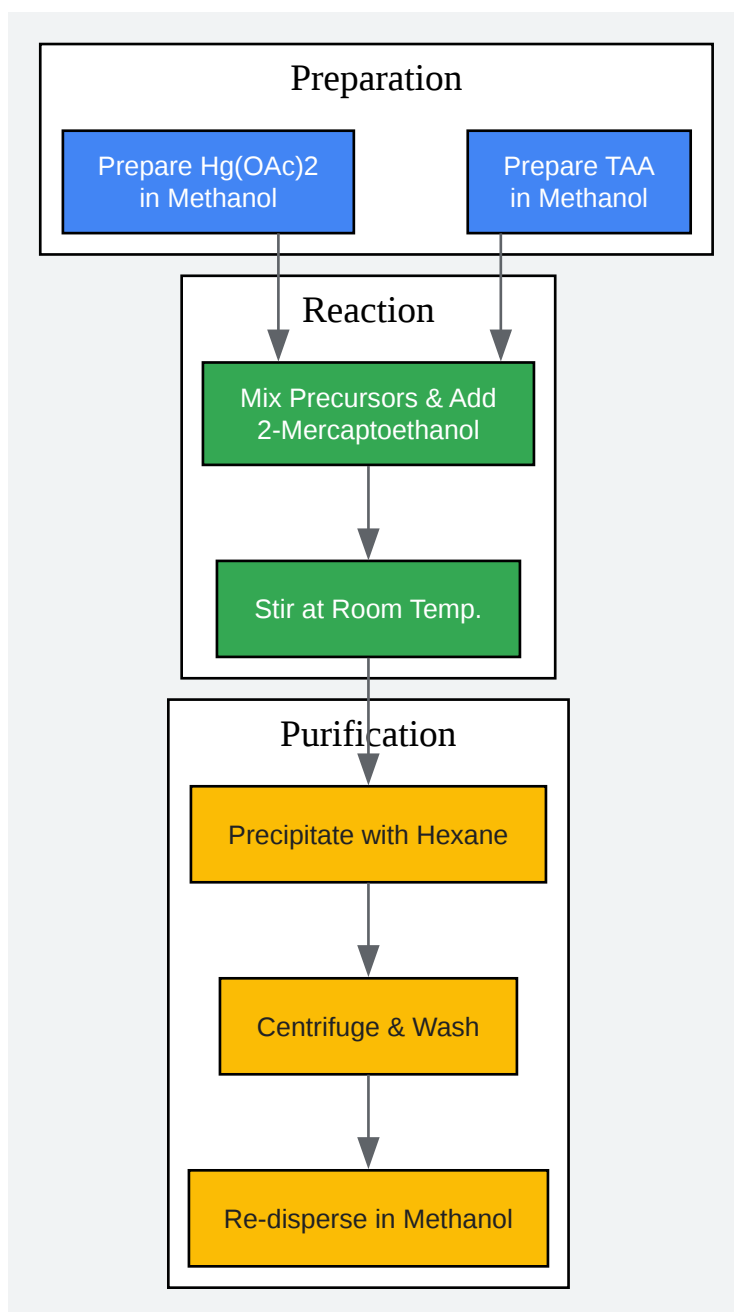 Preparation
Prepare Hg(OAc)2
in Methanol
Prepare TAA
in Methanol
Reaction
Mix Precursors & Add
2-Mercaptoethanol
Stir at Room Temp.
Purification
Precipitate with Hexane
Centrifuge & Wash
Re-disperse in Methanol